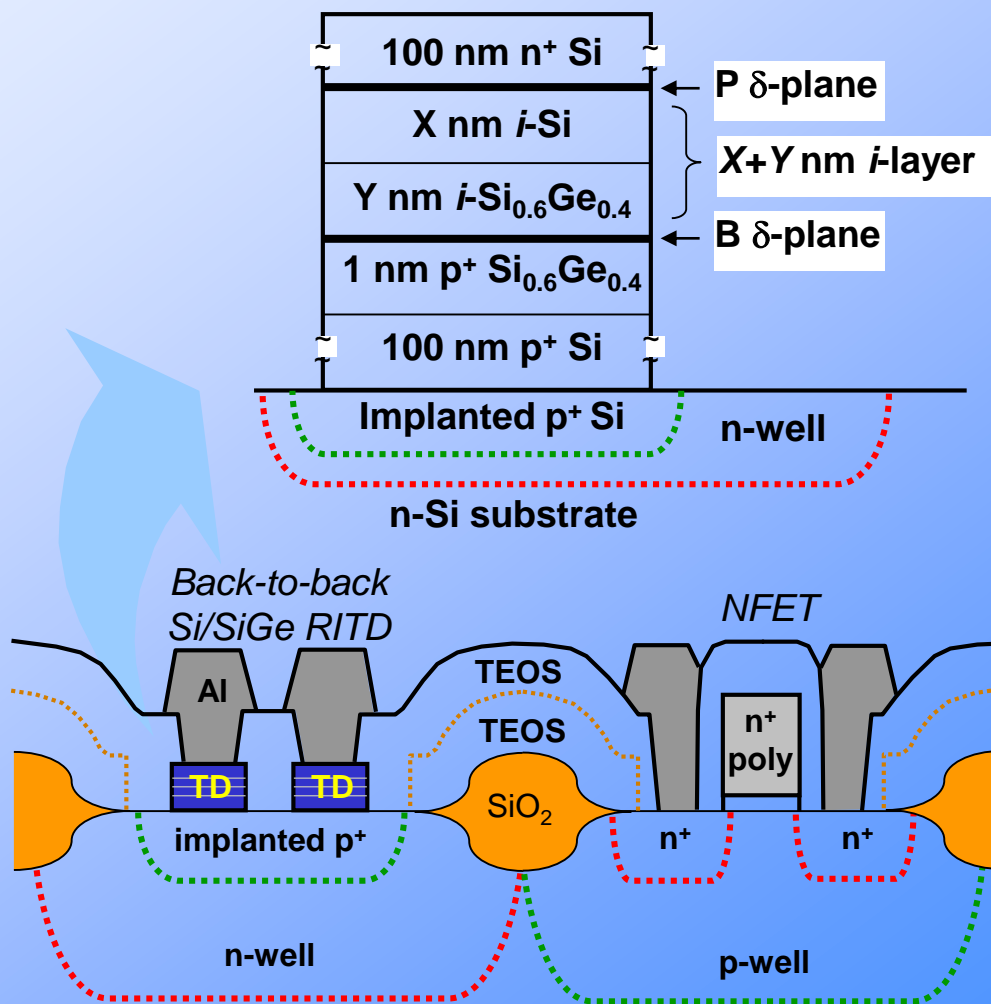 100 nm n⁺ Si
P δ-plane
X nm i-Si
X+Y nm i-layer
Y nm i-Si₀.₆Ge₀.₄
B δ-plane
1 nm p⁺ Si₀.₆Ge₀.₄
100 nm p⁺ Si
Implanted p⁺ Si
n-well
n-Si substrate
Back-to-back
Si/SiGe RITD
NFET
Al
TEOS
TEOS
n⁺
poly
TD
TD
SiO₂
implanted p⁺
n⁺
n⁺
n-well
p-well